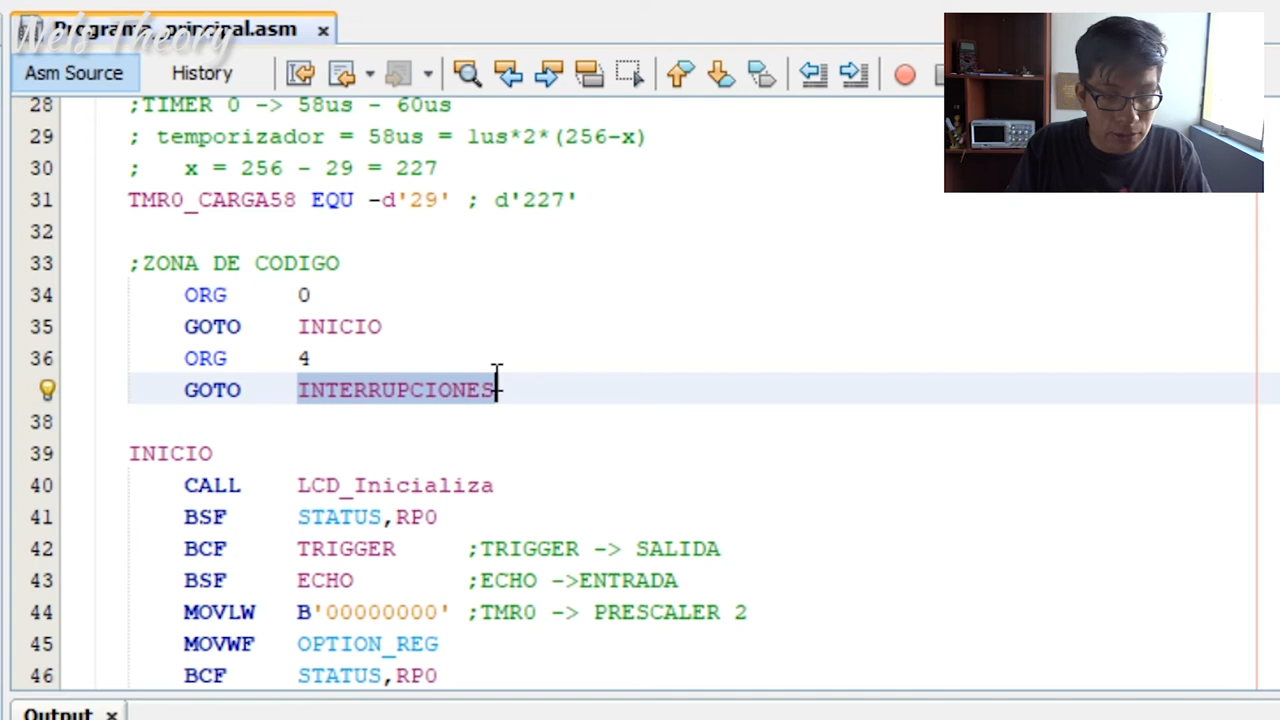 Programa_principal.asm x
Wels Theory
Asm Source History
28 ;TIMER 0 -> 58us - 60us
29 ; temporizador = 58us = 1us*2*(256-x)
30 ; x = 256 - 29 = 227
31 TMR0_CARGA58 EQU -d'29' ; d'227'
32
33 ;ZONA DE CODIGO
34 ORG 0
35 GOTO INICIO
36 ORG 4
GOTO INTERRUPCIONES
38
39 INICIO
40 CALL LCD_Inicializa
41 BSF STATUS,RP0
42 BCF TRIGGER ;TRIGGER -> SALIDA
43 BSF ECHO ;ECHO ->ENTRADA
44 MOVLW B'00000000' ;TMR0 -> PRESCALER 2
45 MOVWF OPTION_REG
46 BCF STATUS,RP0
Output x